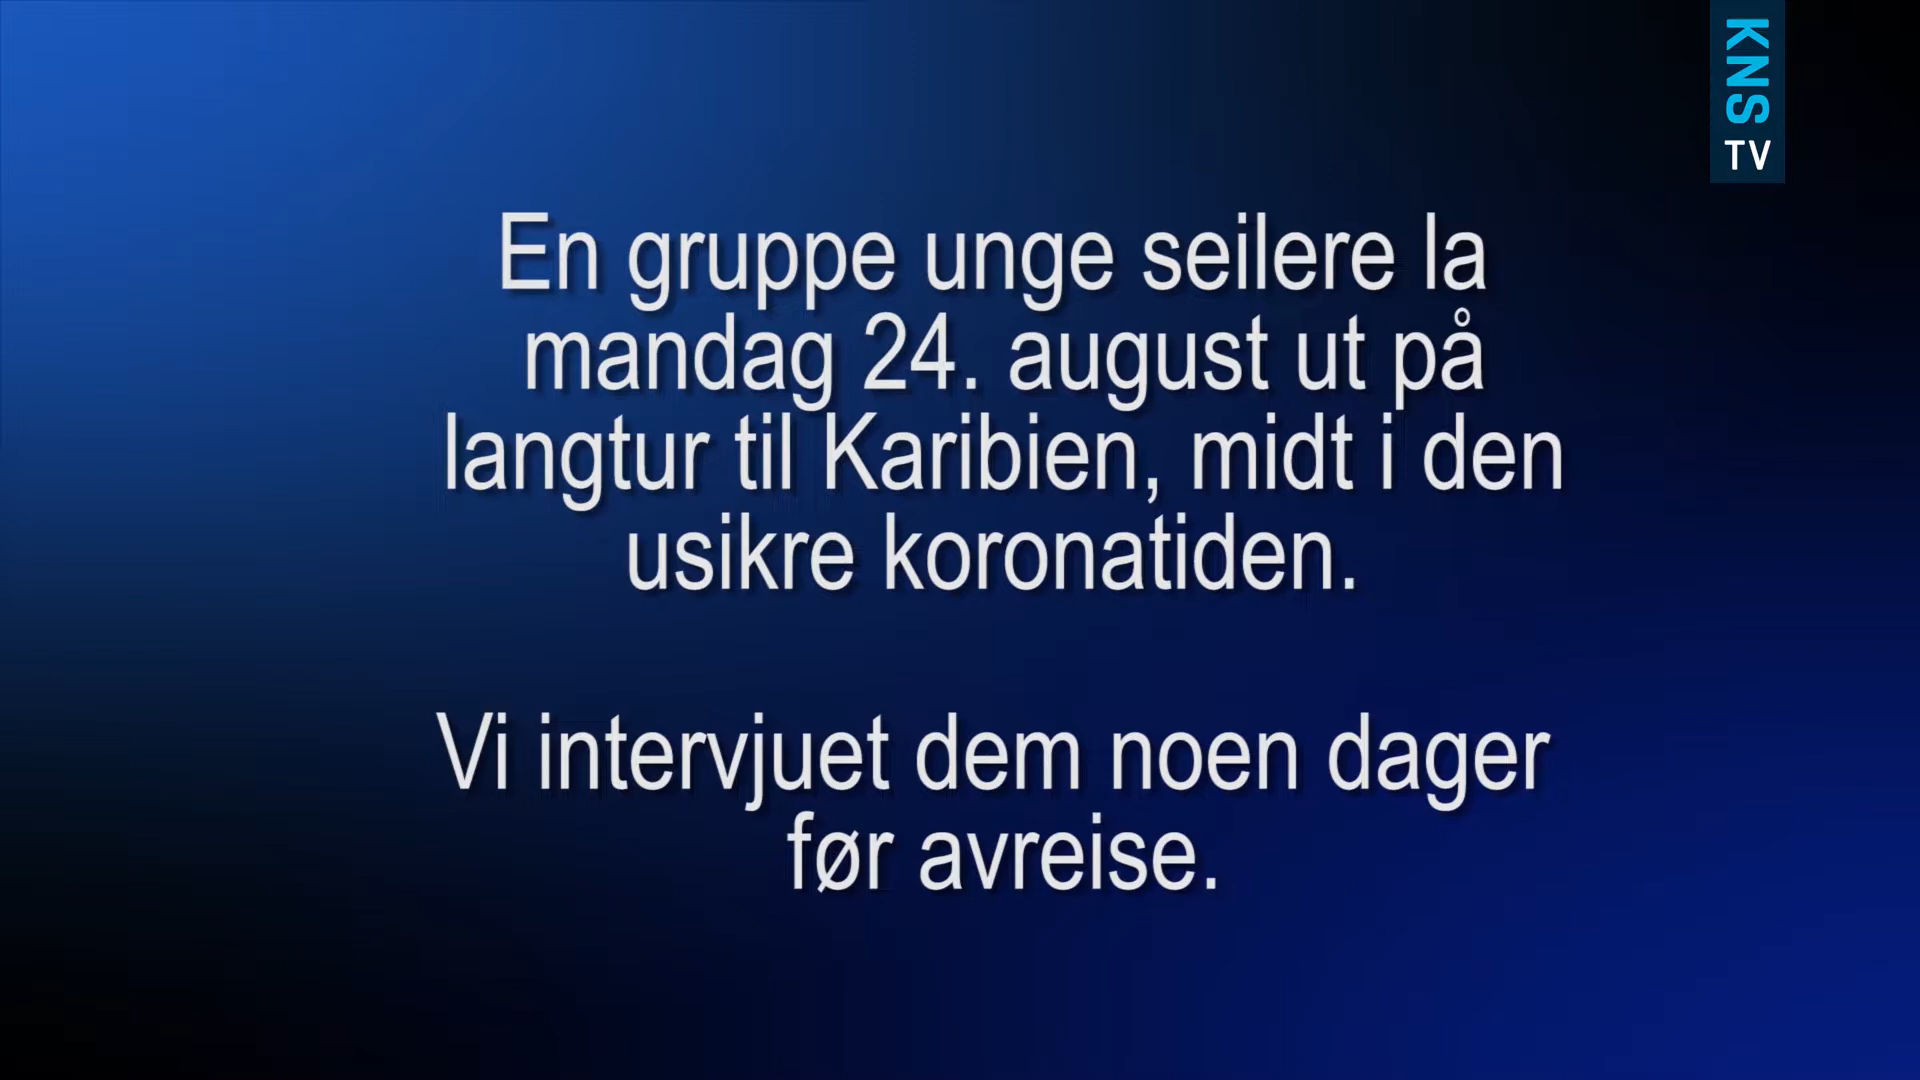 KNS
TV
En gruppe unge seilere la
mandag 24. august ut på
langtur til Karibien, midt i den
usikre koronatiden.
Vi intervjuet dem noen dager
før avreise.